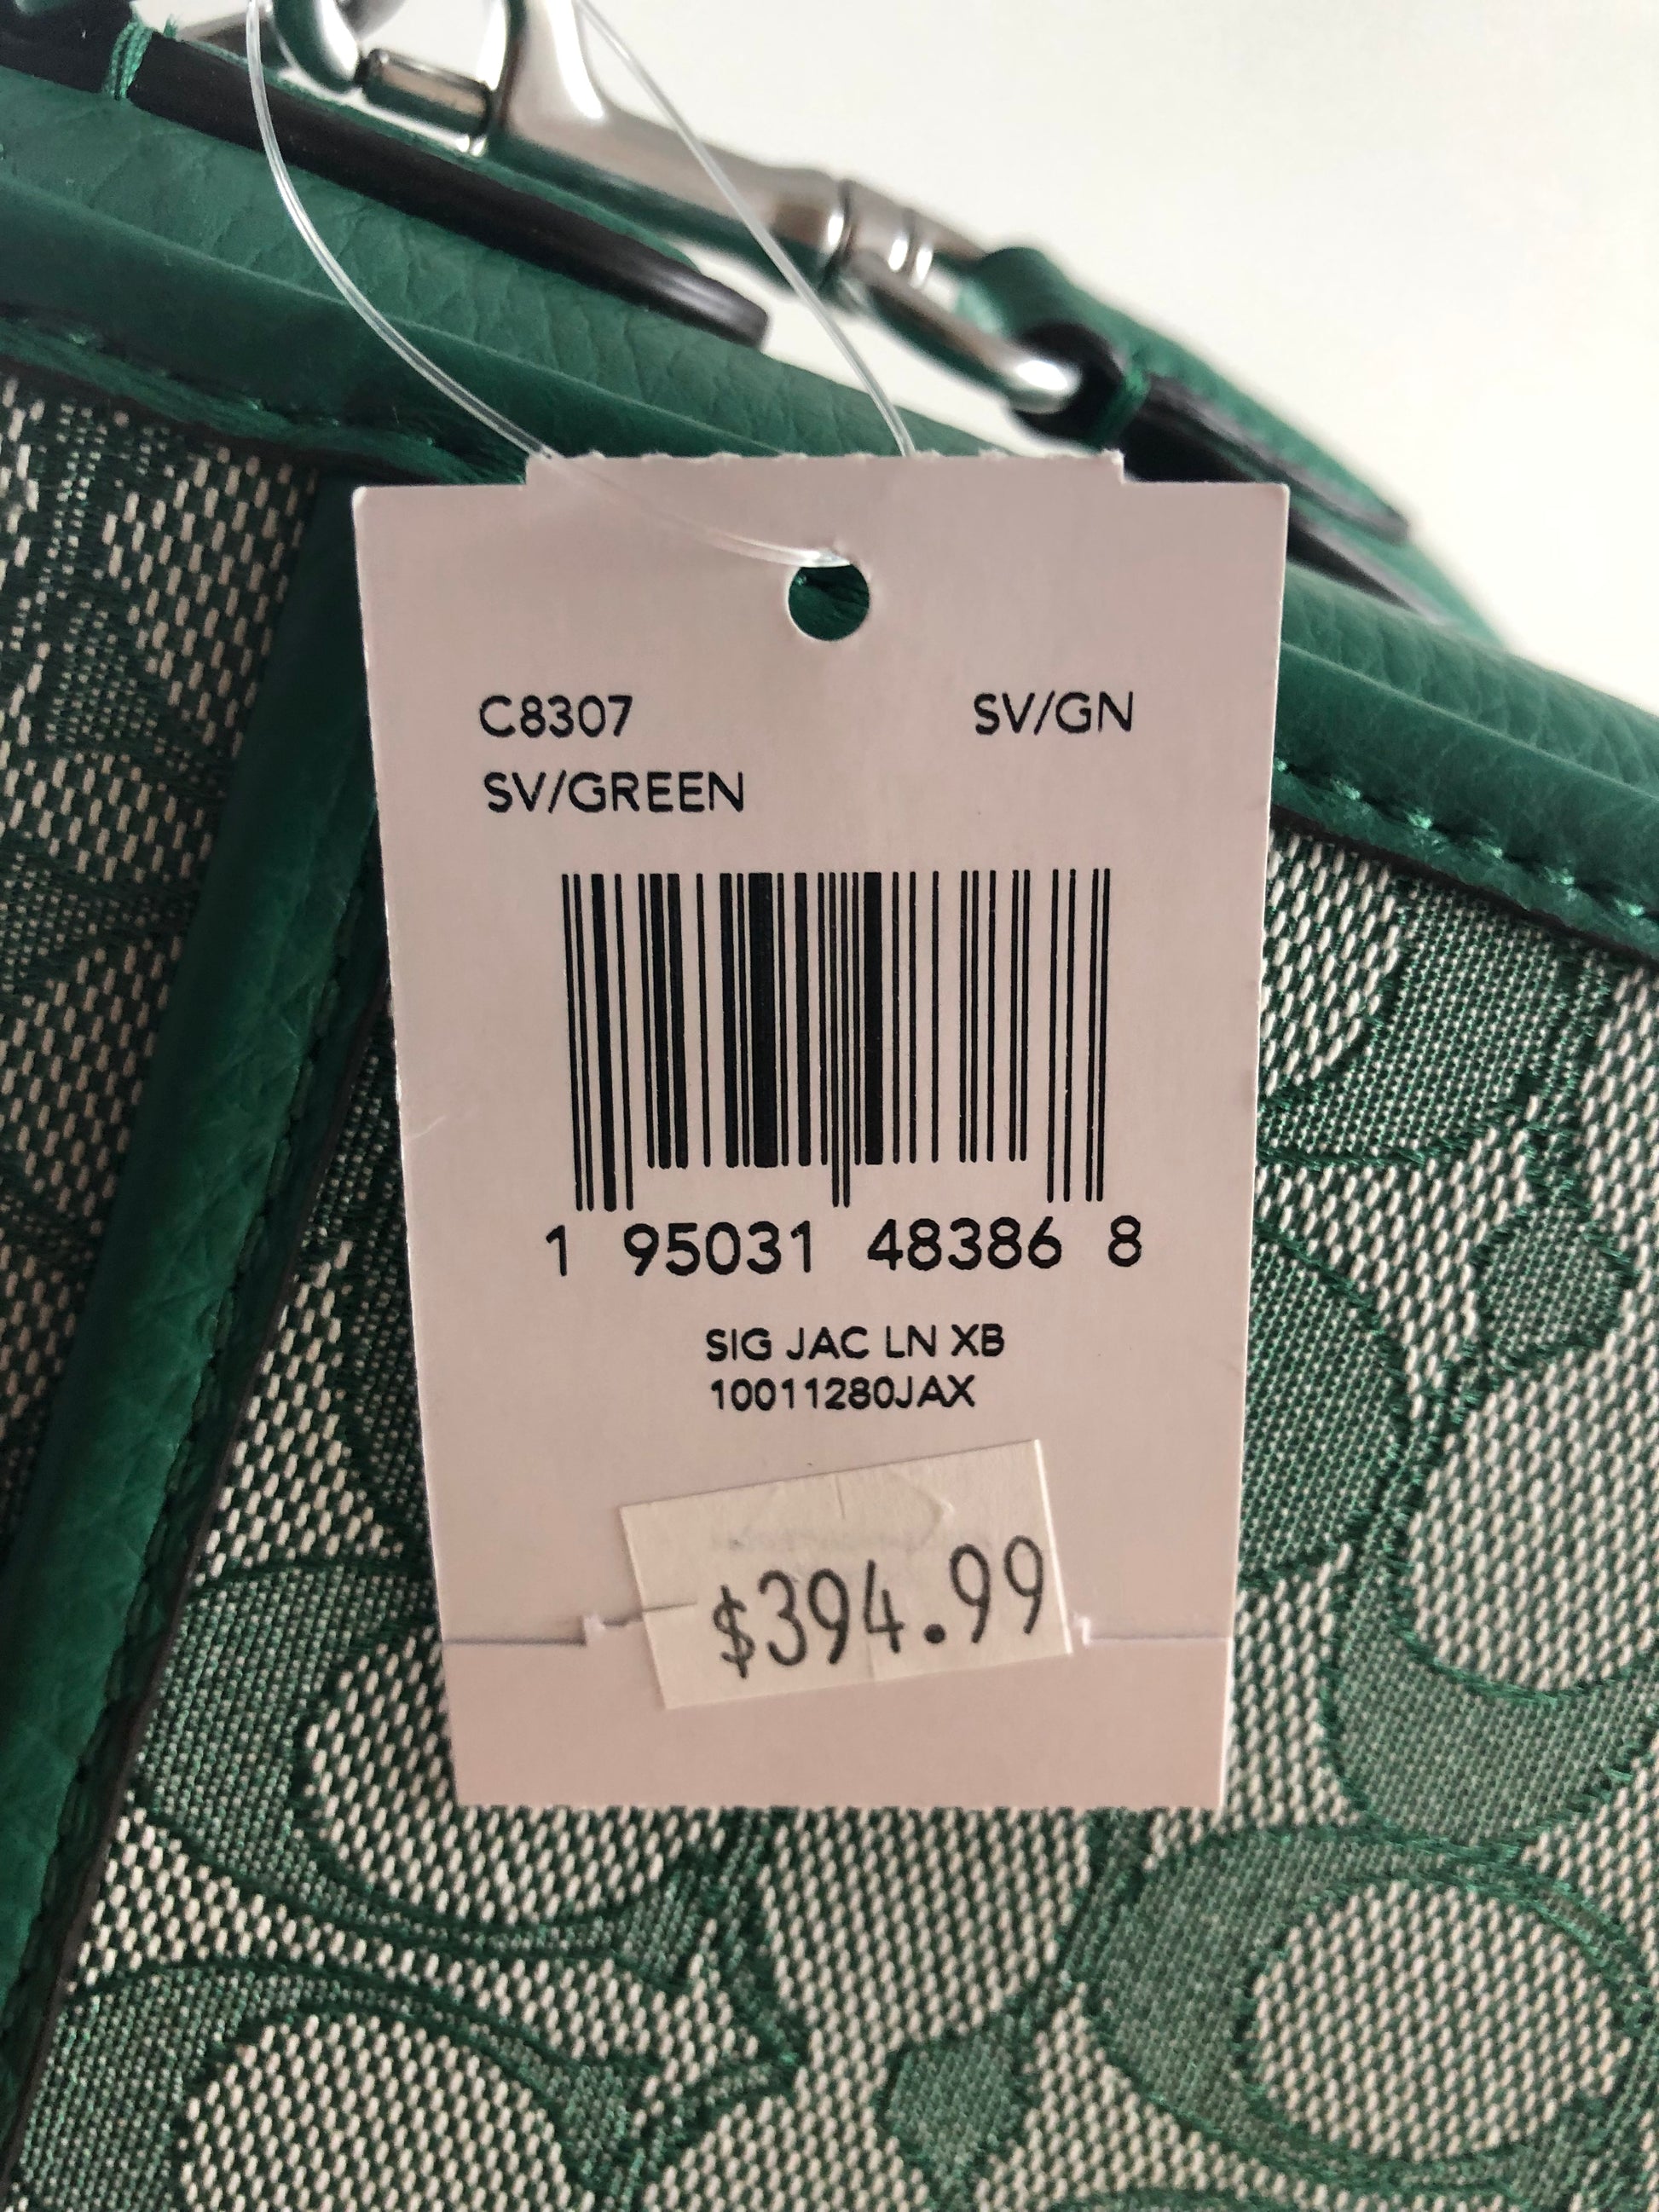 C8307 SV/GN
SV/GREEN
1 95031 48386 8
SIG JAC LN XB
10011280JAX
$394.99